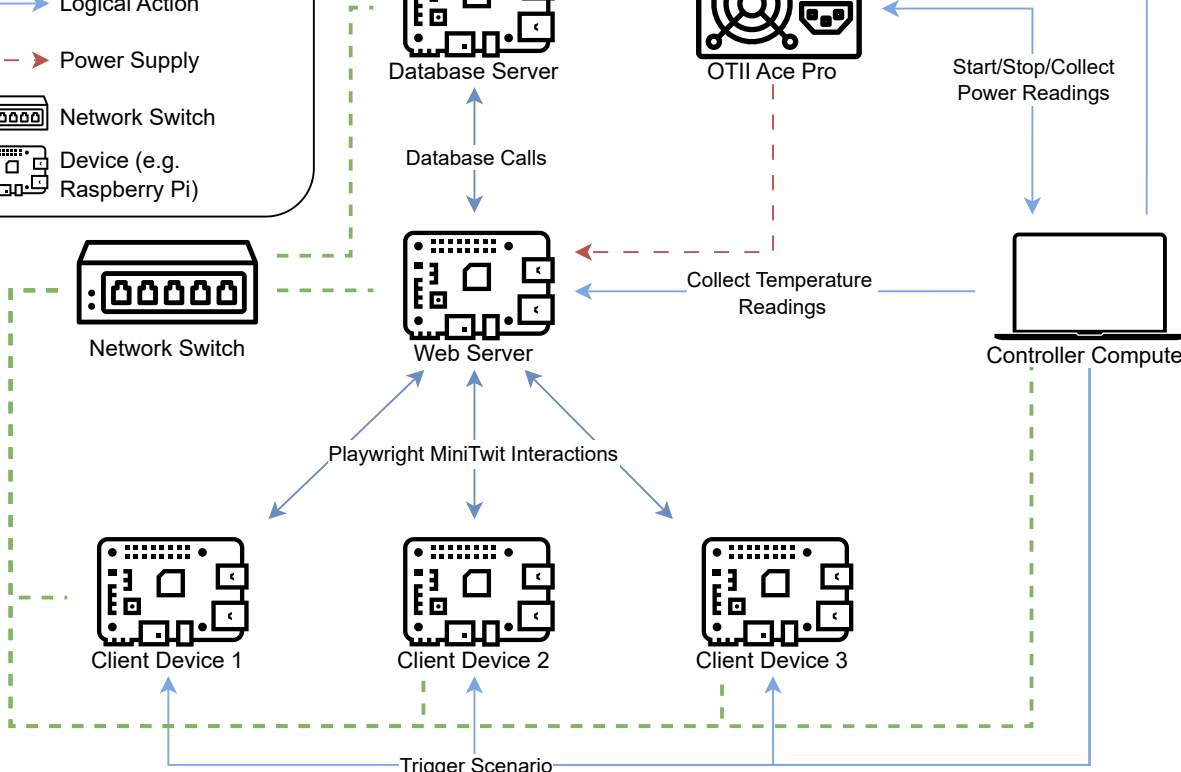 Logical Action
Power Supply
Network Switch
Device (e.g.
Raspberry Pi)
Database Server
OTII Ace Pro
Start/Stop/Collect
Power Readings
Database Calls
Collect Temperature
Readings
Network Switch
Web Server
Controller Compute
Playwright MiniTwit Interactions
Client Device 1
Client Device 2
Client Device 3
Trigger Scenario